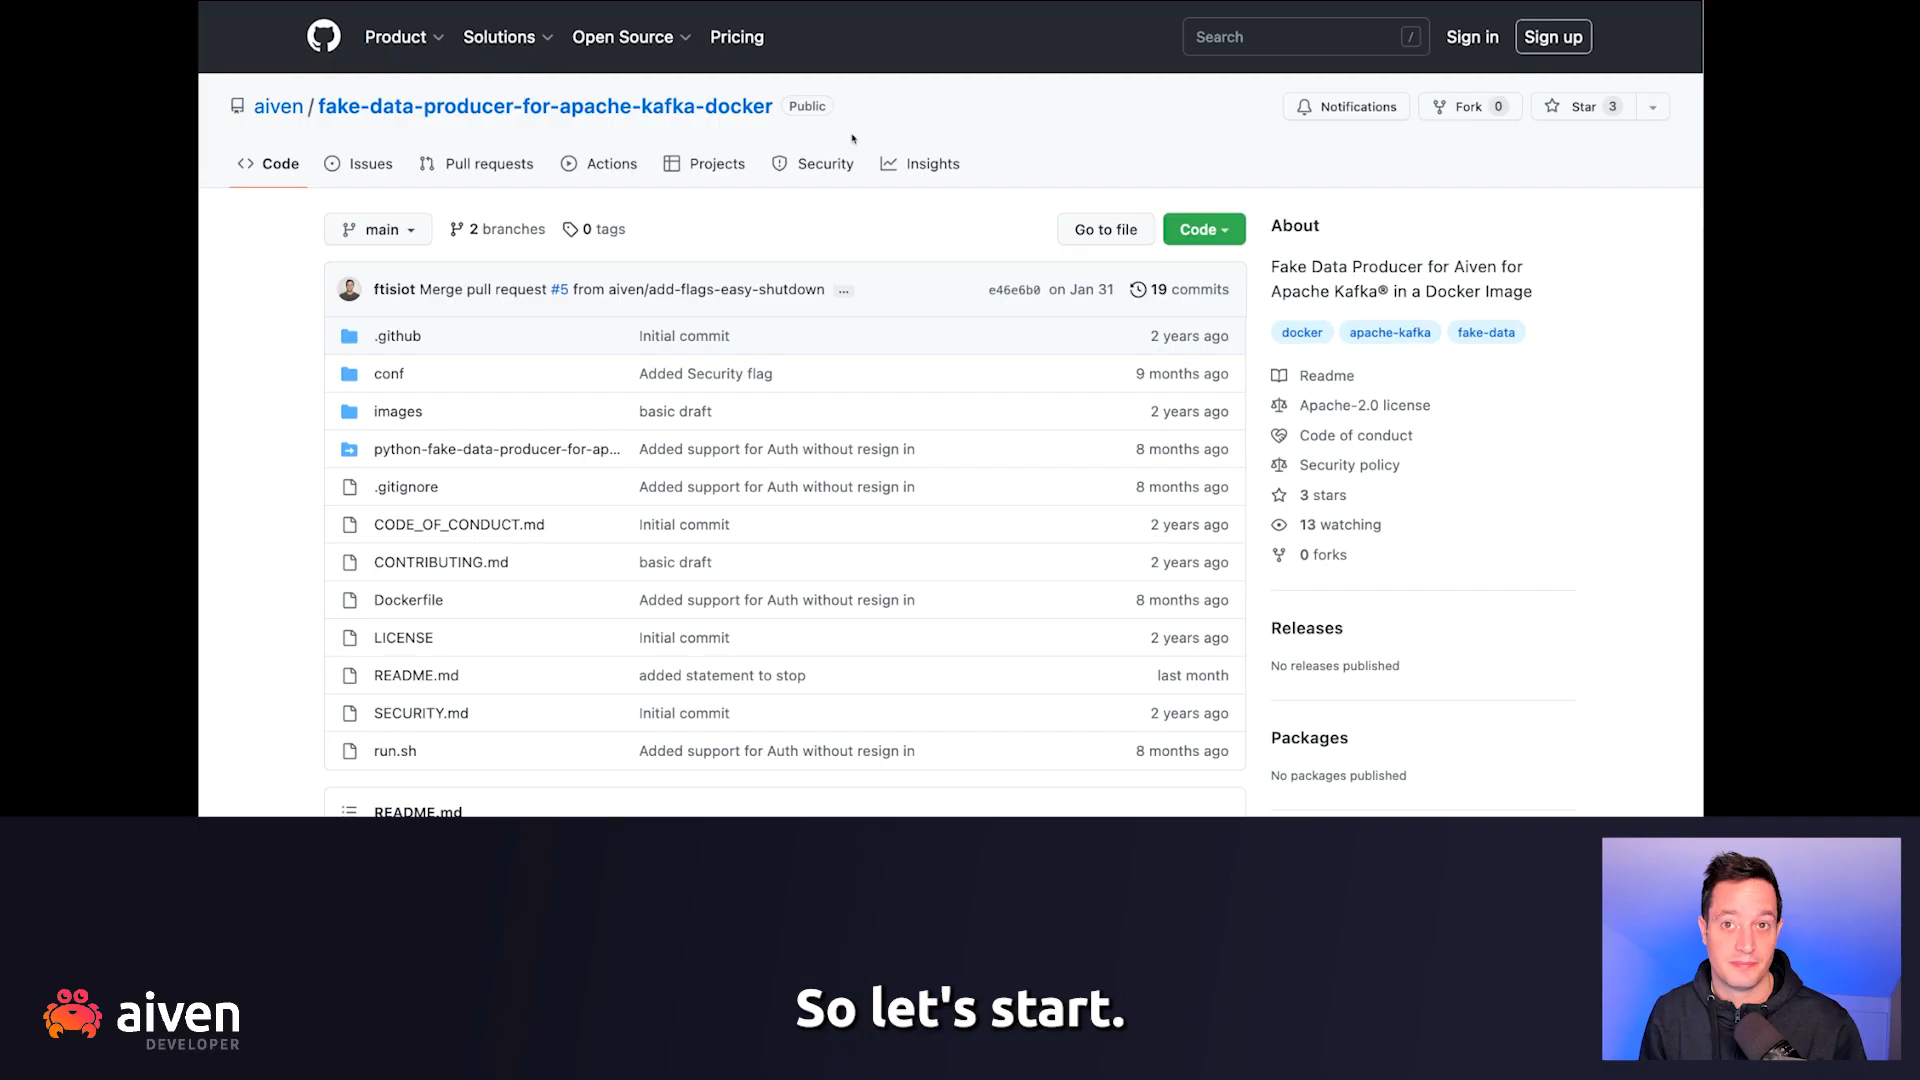 Product Solutions Open Source Pricing Search / Sign in Sign up
aiven / fake-data-producer-for-apache-kafka-docker Public Notifications Fork 0 Star 3
Code Issues Pull requests Actions Projects Security Insights
main 2 branches 0 tags Go to file Code
ftisiot Merge pull request #5 from aiven/add-flags-easy-shutdown ... e46e6b0 on Jan 31 19 commits
.github Initial commit 2 years ago
conf Added Security flag 9 months ago
images basic draft 2 years ago
python-fake-data-producer-for-ap... Added support for Auth without resign in 8 months ago
.gitignore Added support for Auth without resign in 8 months ago
CODE_OF_CONDUCT.md Initial commit 2 years ago
CONTRIBUTING.md basic draft 2 years ago
Dockerfile Added support for Auth without resign in 8 months ago
LICENSE Initial commit 2 years ago
README.md added statement to stop last month
SECURITY.md Initial commit 2 years ago
run.sh Added support for Auth without resign in 8 months ago
README.md
About
Fake Data Producer for Aiven for
Apache Kafka® in a Docker Image
docker apache-kafka fake-data
Readme
Apache-2.0 license
Code of conduct
Security policy
3 stars
13 watching
0 forks
Releases
No releases published
Packages
No packages published
So let's start.
aiven
DEVELOPER